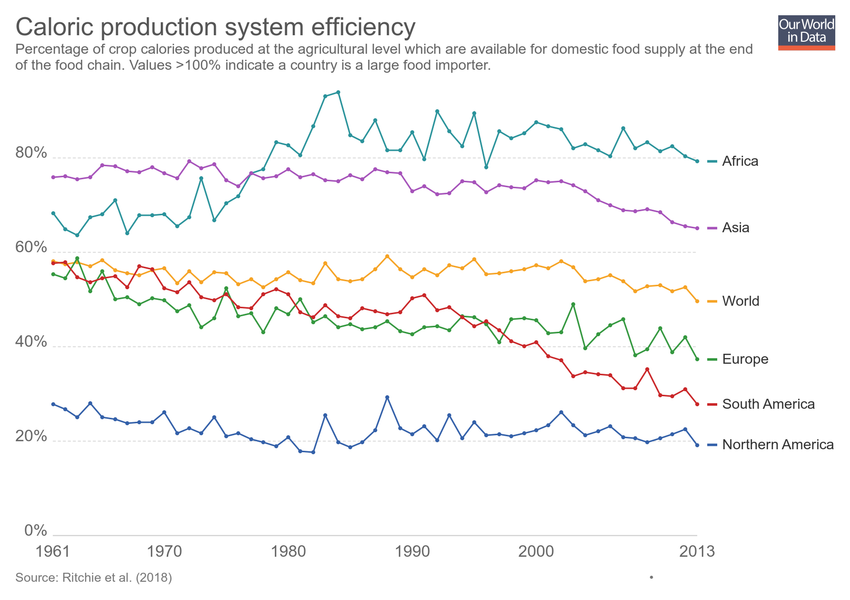 Caloric production system efficiency
Our World
in Data
Percentage of crop calories produced at the agricultural level which are available for domestic food supply at the end
of the food chain. Values >100% indicate a country is a large food importer.
80%
60%
40%
20%
0%
Africa
Asia
World
Europe
South America
Northern America
1961 1970 1980 1990 2000 2013
Source: Ritchie et al. (2018)